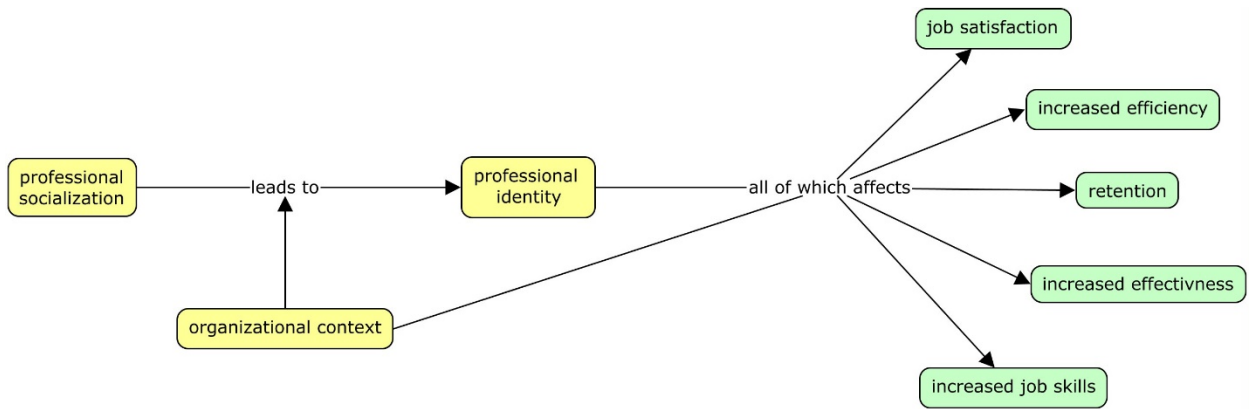 job satisfaction
increased efficiency
professional
socialization
leads to
professional
identity
all of which affects
retention
increased effectivness
organizational context
increased job skills